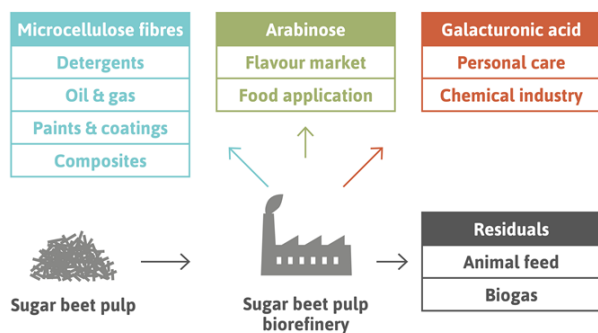 Microcellulose fibres
Detergents
Oil & gas
Paints & coatings
Composites
Arabinose
Flavour market
Food application
Galacturonic acid
Personal care
Chemical industry
Sugar beet pulp
Sugar beet pulp
biorefinery
Residuals
Animal feed
Biogas